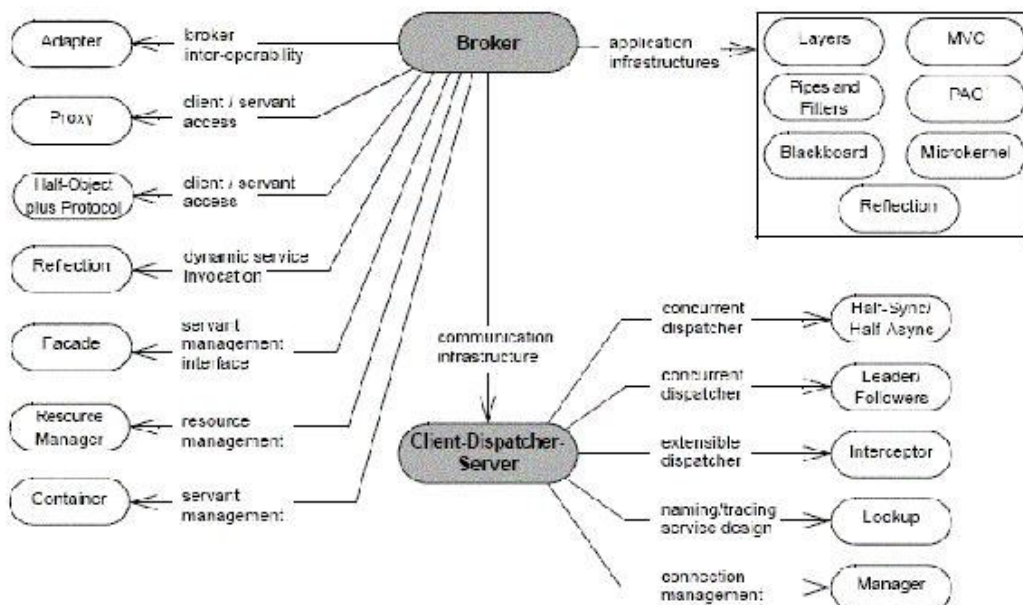 Adapter
broker
inter-operability
Broker
application
infrastructures
Layers
MVC
Pipes and
Filters
PAC
Blackboard
Microkernel
Reflection
Proxy
client / servant
access
Half-Object
plus Protocol
client / servant
access
Reflection
dynamic service
invocation
Facade
servant
management
interface
Resource
Manager
resource
management
Container
servant
management
communication
infrastructure
Client-Dispatcher-
Server
concurrent
dispatcher
Half-Sync/
Half Async
concurrent
dispatcher
Leader/
Followers
extensible
dispatcher
Interceptor
naming/trading
service design
Lookup
connection
management
Manager